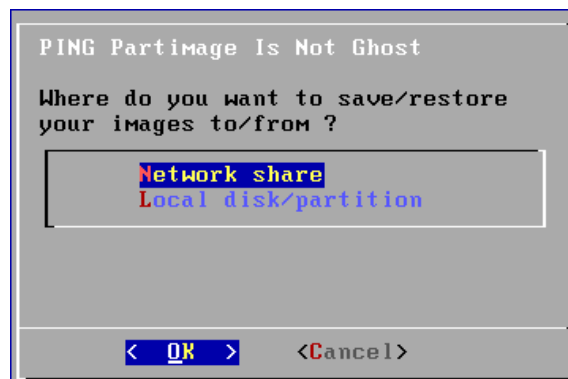 PING Partimage Is Not Ghost
Where do you want to save/restore
your images to/from ?
Network share
Local disk/partition
< OK > <Cancel>